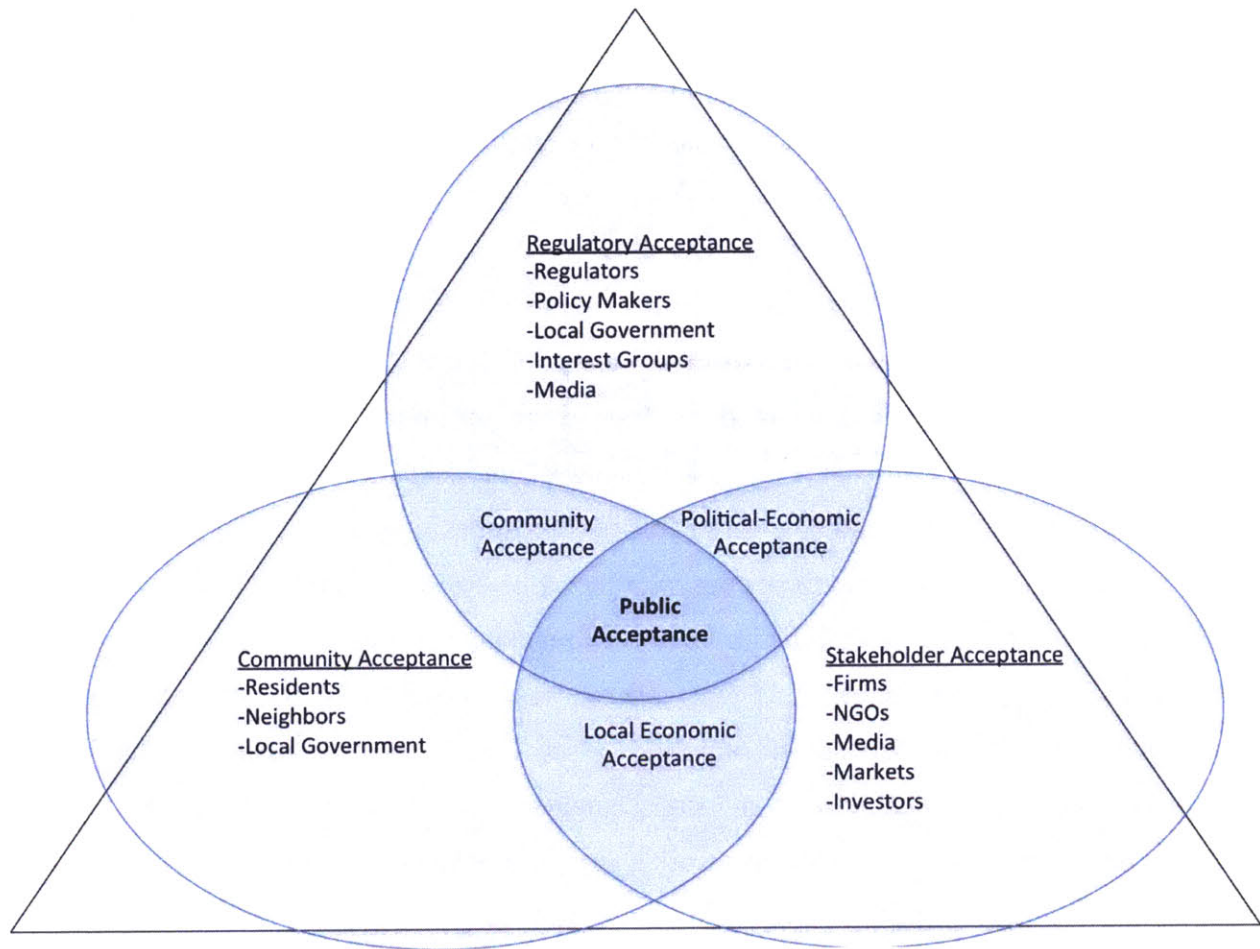 Regulatory Acceptance
-Regulators
-Policy Makers
-Local Government
-Interest Groups
-Media
Community
Acceptance
Political-Economic
Acceptance
Public
Acceptance
Community Acceptance
-Residents
-Neighbors
-Local Government
Stakeholder Acceptance
-Firms
-NGOs
-Media
-Markets
-Investors
Local Economic
Acceptance